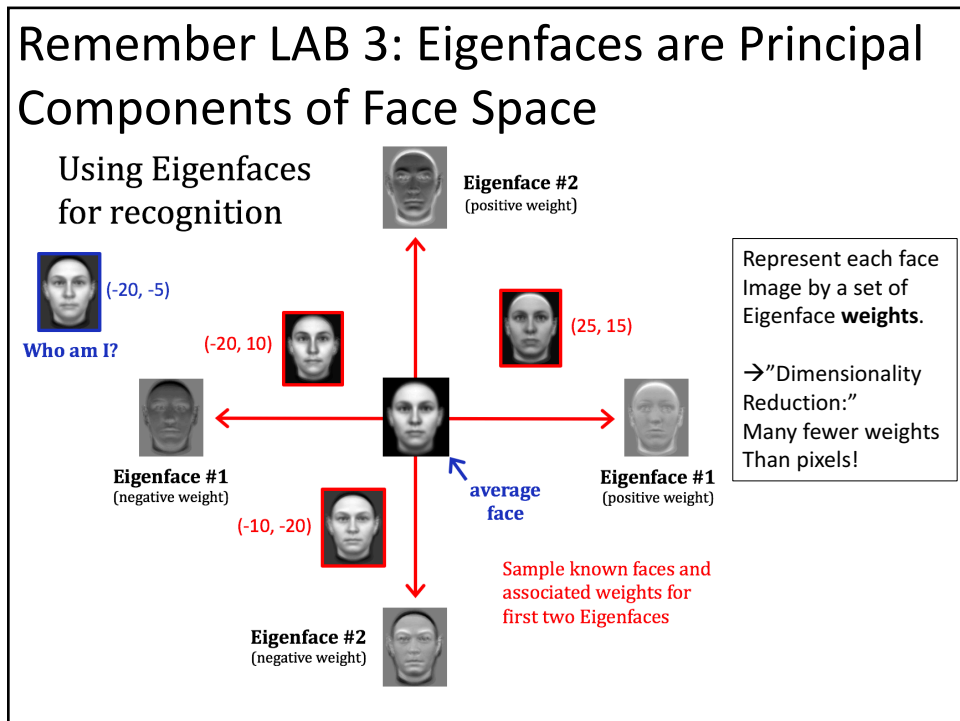 Remember LAB 3: Eigenfaces are Principal
Components of Face Space
Using Eigenfaces
for recognition
Eigenface #2
(positive weight)
(-20, -5)
Who am I?
(-20, 10)
(25, 15)
Represent each face
Image by a set of
Eigenface weights.
→”Dimensionality
Reduction:”
Many fewer weights
Than pixels!
Eigenface #1
(negative weight)
average
face
Eigenface #1
(positive weight)
(-10, -20)
Sample known faces and
associated weights for
first two Eigenfaces
Eigenface #2
(negative weight)